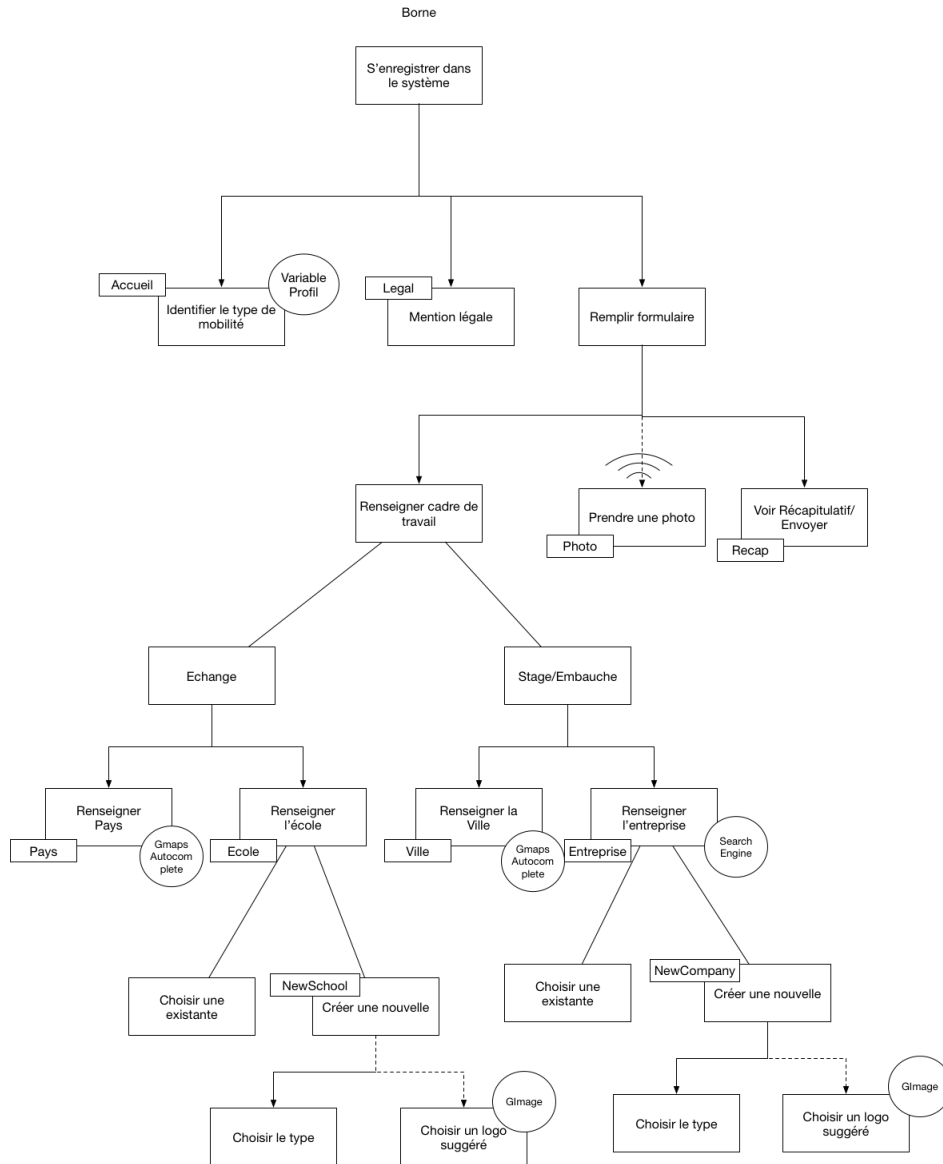 Borne
S'enregistrer dans
le système
Accueil
Variable
Profil
Identifier le type de
mobilité
Legal
Mention légale
Remplir formulaire
Renseigner cadre de
travail
Prendre une photo
Photo
Voir Récapitulatif/
Envoyer
Recap
Echange
Stage/Embauche
Renseigner
Pays
Pays
Gmaps
Autocom
plete
Renseigner
l'école
Ecole
Renseigner la
Ville
Ville
Gmaps
Autocom
plete
Renseigner
l'entreprise
Entreprise
Search
Engine
Choisir une
existante
NewSchool
Créer une nouvelle
Choisir une
existante
NewCompany
Créer une nouvelle
Choisir le type
GImage
Choisir un logo
suggéré
Choisir le type
GImage
Choisir un logo
suggéré